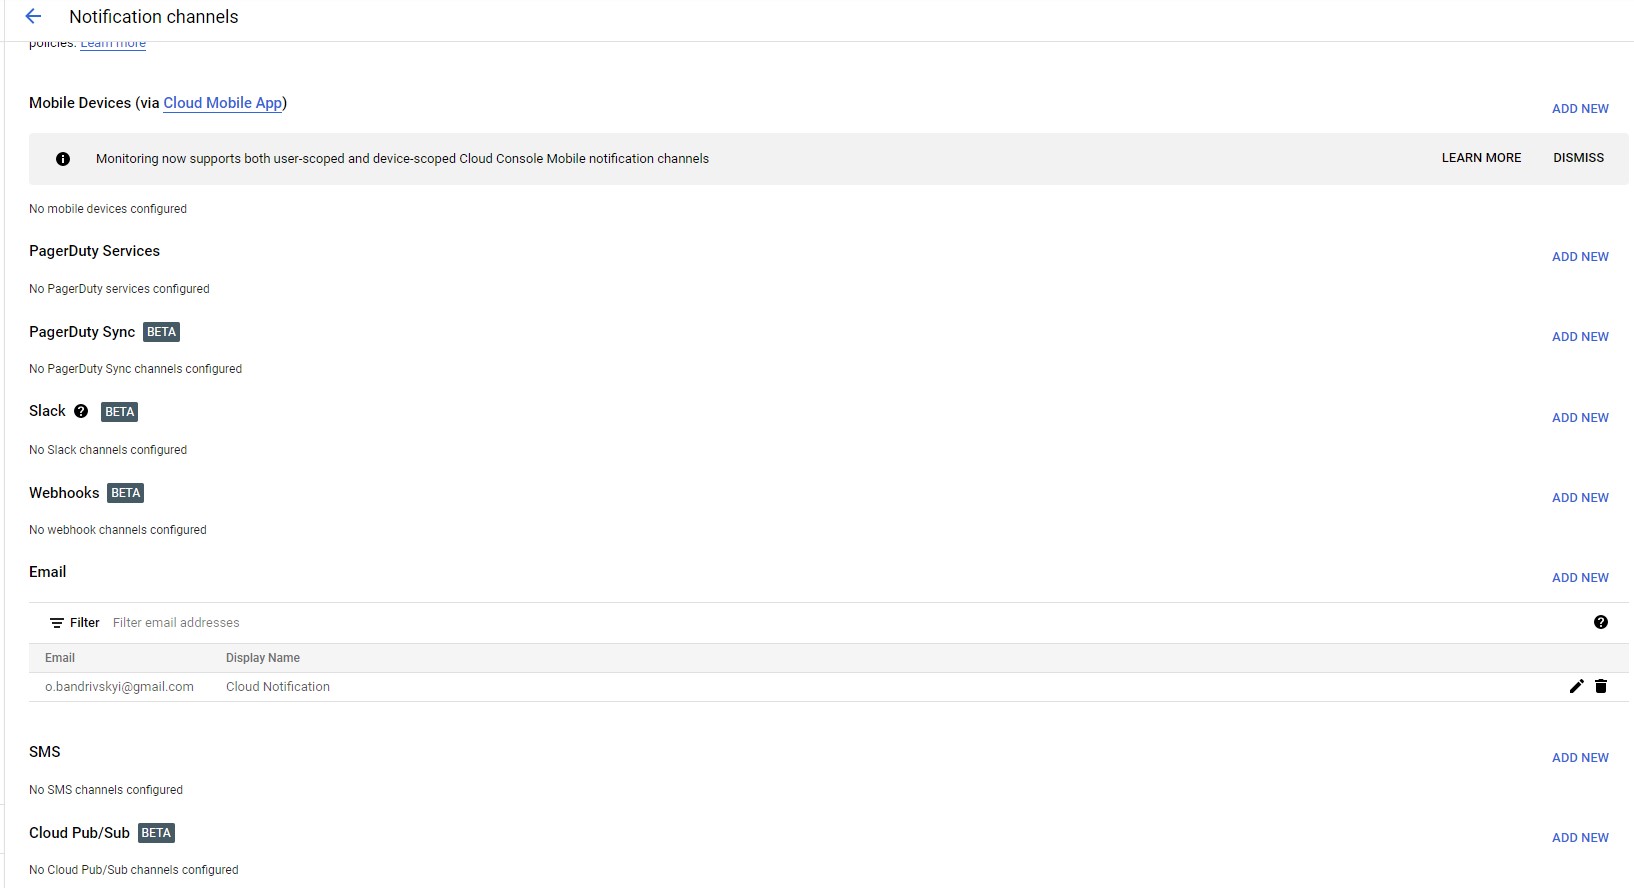 Notification channels
policies. Learn more
Mobile Devices (via Cloud Mobile App)
ADD NEW
Monitoring now supports both user-scoped and device-scoped Cloud Console Mobile notification channels
LEARN MORE DISMISS
No mobile devices configured
PagerDuty Services
ADD NEW
No PagerDuty services configured
PagerDuty Sync BETA
ADD NEW
No PagerDuty Sync channels configured
Slack BETA
ADD NEW
No Slack channels configured
Webhooks BETA
ADD NEW
No webhook channels configured
Email
ADD NEW
Filter Filter email addresses
Email Display Name
o.bandrivskyi@gmail.com Cloud Notification
SMS
ADD NEW
No SMS channels configured
Cloud Pub/Sub BETA
ADD NEW
No Cloud Pub/Sub channels configured